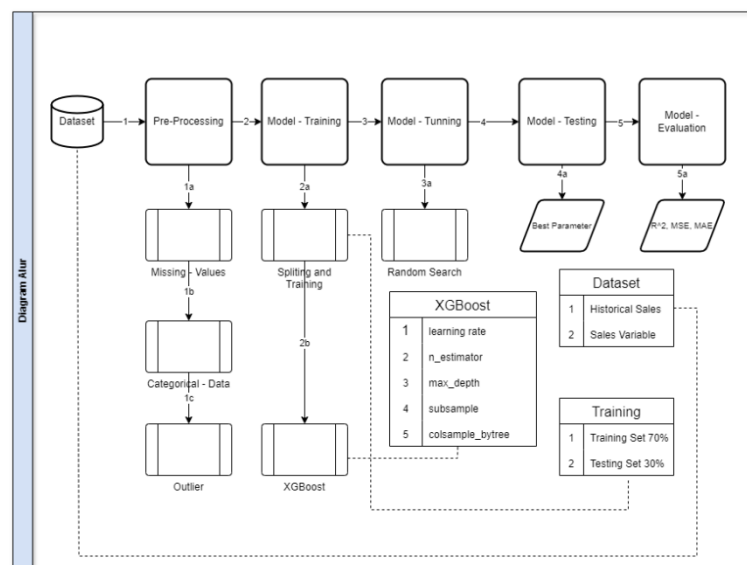 Diagram Alur
Dataset
1
Pre-Processing
2
Model - Training
3
Model - Tunning
4
Model - Testing
5
Model -
Evaluation
1a
2a
3a
4a
5a
Missing - Values
Spliting and
Training
Random Search
Best Parameter
R^2, MSE, MAE
1b
2b
Categorical - Data
1c
Outlier
XGBoost
XGBoost
1 learning rate
2 n_estimator
3 max_depth
4 subsample
5 colsample_bytree
Dataset
1 Historical Sales
2 Sales Variable
Training
1 Training Set 70%
2 Testing Set 30%